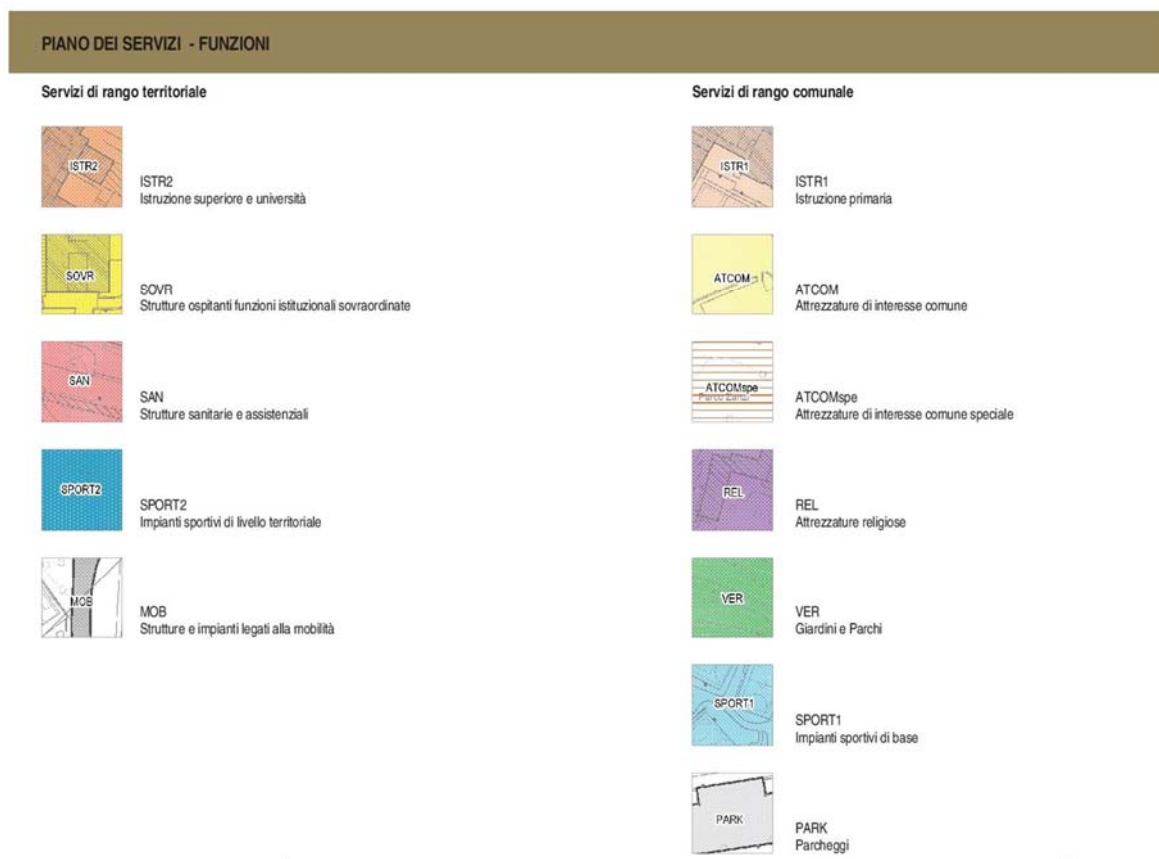 PIANO DEI SERVIZI - FUNZIONI
Servizi di rango territoriale
ISTR2
ISTR2
Istruzione superiore e università
SOVR
SOVR
Strutture ospitanti funzioni istituzionali sovraordinate
SAN
SAN
Strutture sanitarie e assistenziali
SPORT2
SPORT2
Impianti sportivi di livello territoriale
MOB
MOB
Strutture e impianti legati alla mobilità
Servizi di rango comunale
ISTR1
ISTR1
Istruzione primaria
ATCOM
ATCOM
Attrezzature di interesse comune
ATCOMspe
Parco Zanzi
ATCOMspe
Attrezzature di interesse comune speciale
REL
REL
Attrezzature religiose
VER
VER
Giardini e Parchi
SPORT1
SPORT1
Impianti sportivi di base
PARK
PARK
Parcheggi